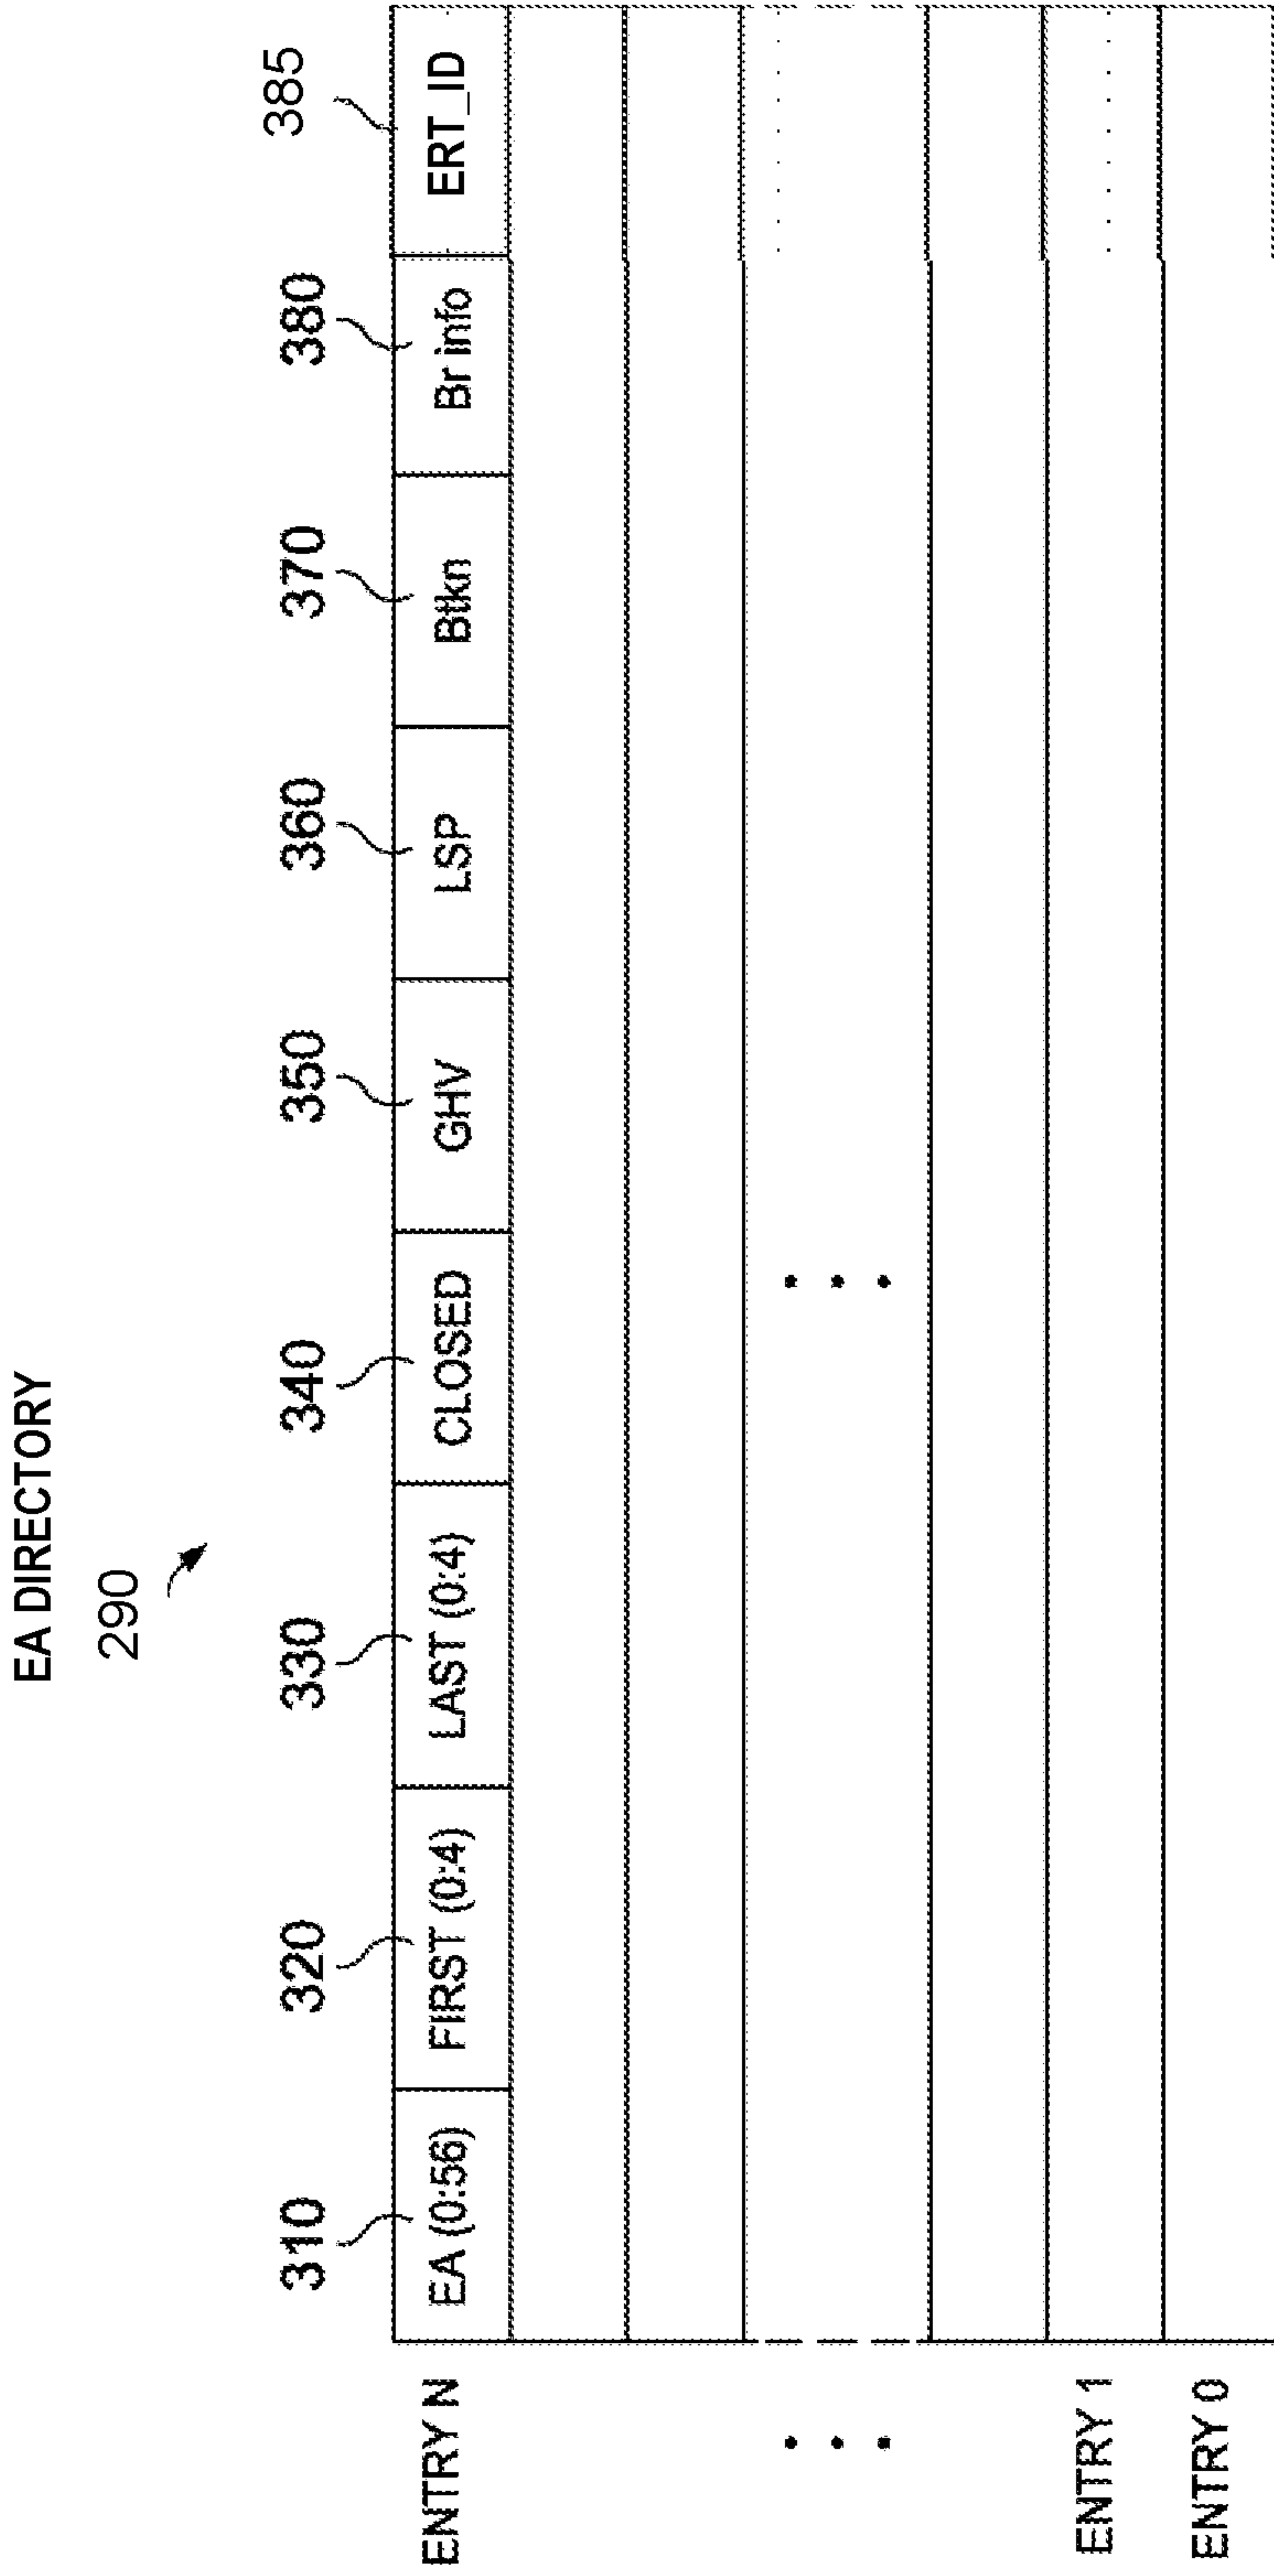 EA DIRECTORY
290
310 320 330 340 350 360 370 380 385
ENTRY N EA (0:56) FIRST (0:4) LAST (0:4) CLOSED GHV LSP Btkn Br info ERT_ID
ENTRY 1
ENTRY 0